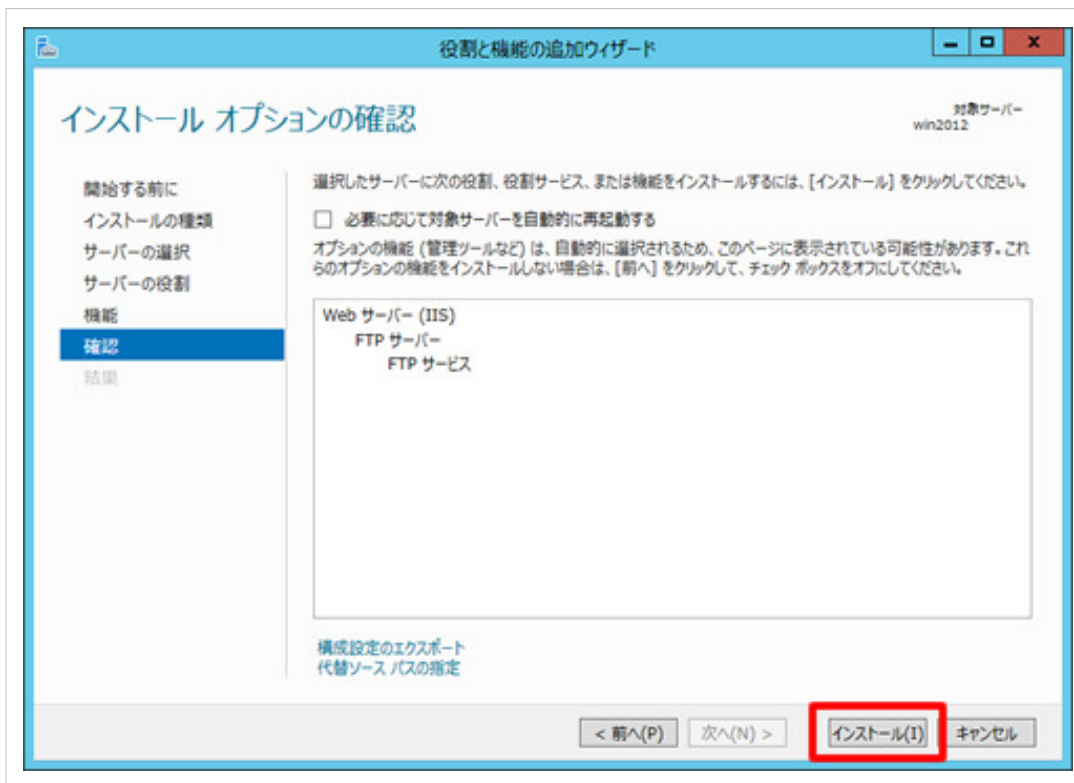 役割と機能の追加ウィザード
インストール オプションの確認
対象サーバー
win2012
開始する前に
インストールの種類
サーバーの選択
サーバーの役割
機能
確認
結果
選択したサーバーに次の役割、役割サービス、または機能をインストールするには、[インストール] をクリックしてください。
必要に応じて対象サーバーを自動的に再起動する
オプションの機能 (管理ツールなど) は、自動的に選択されるため、このページに表示されている可能性があります。これ
らのオプションの機能をインストールしない場合は、[前へ] をクリックして、チェック ボックスをオフにしてください。
Web サーバー (IIS)
FTP サーバー
FTP サービス
構成設定のエクスポート
代替ソース パスの指定
< 前へ(P)
次へ(N) >
インストール(I)
キャンセル